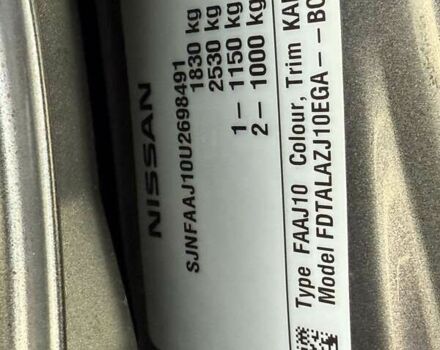 NISSAN
SJNFAAJ10U2698491
1830 kg
2530 kg
1 - 1150 kg
2 - 1000 kg
Type FAAJ10 Colour, Trim
Model FDTALAZJ10EGA--